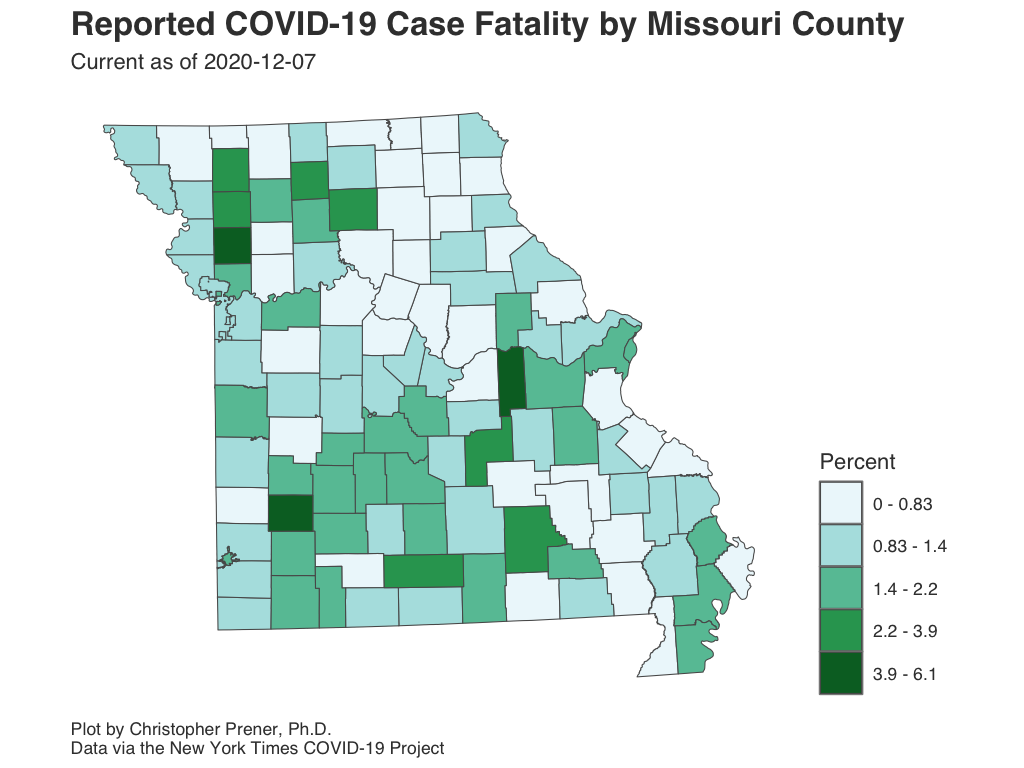 Reported COVID-19 Case Fatality by Missouri County
Current as of 2020-12-07
Percent
0 - 0.83
0.83 - 1.4
1.4 - 2.2
2.2 - 3.9
3.9 - 6.1
Plot by Christopher Prener, Ph.D.
Data via the New York Times COVID-19 Project